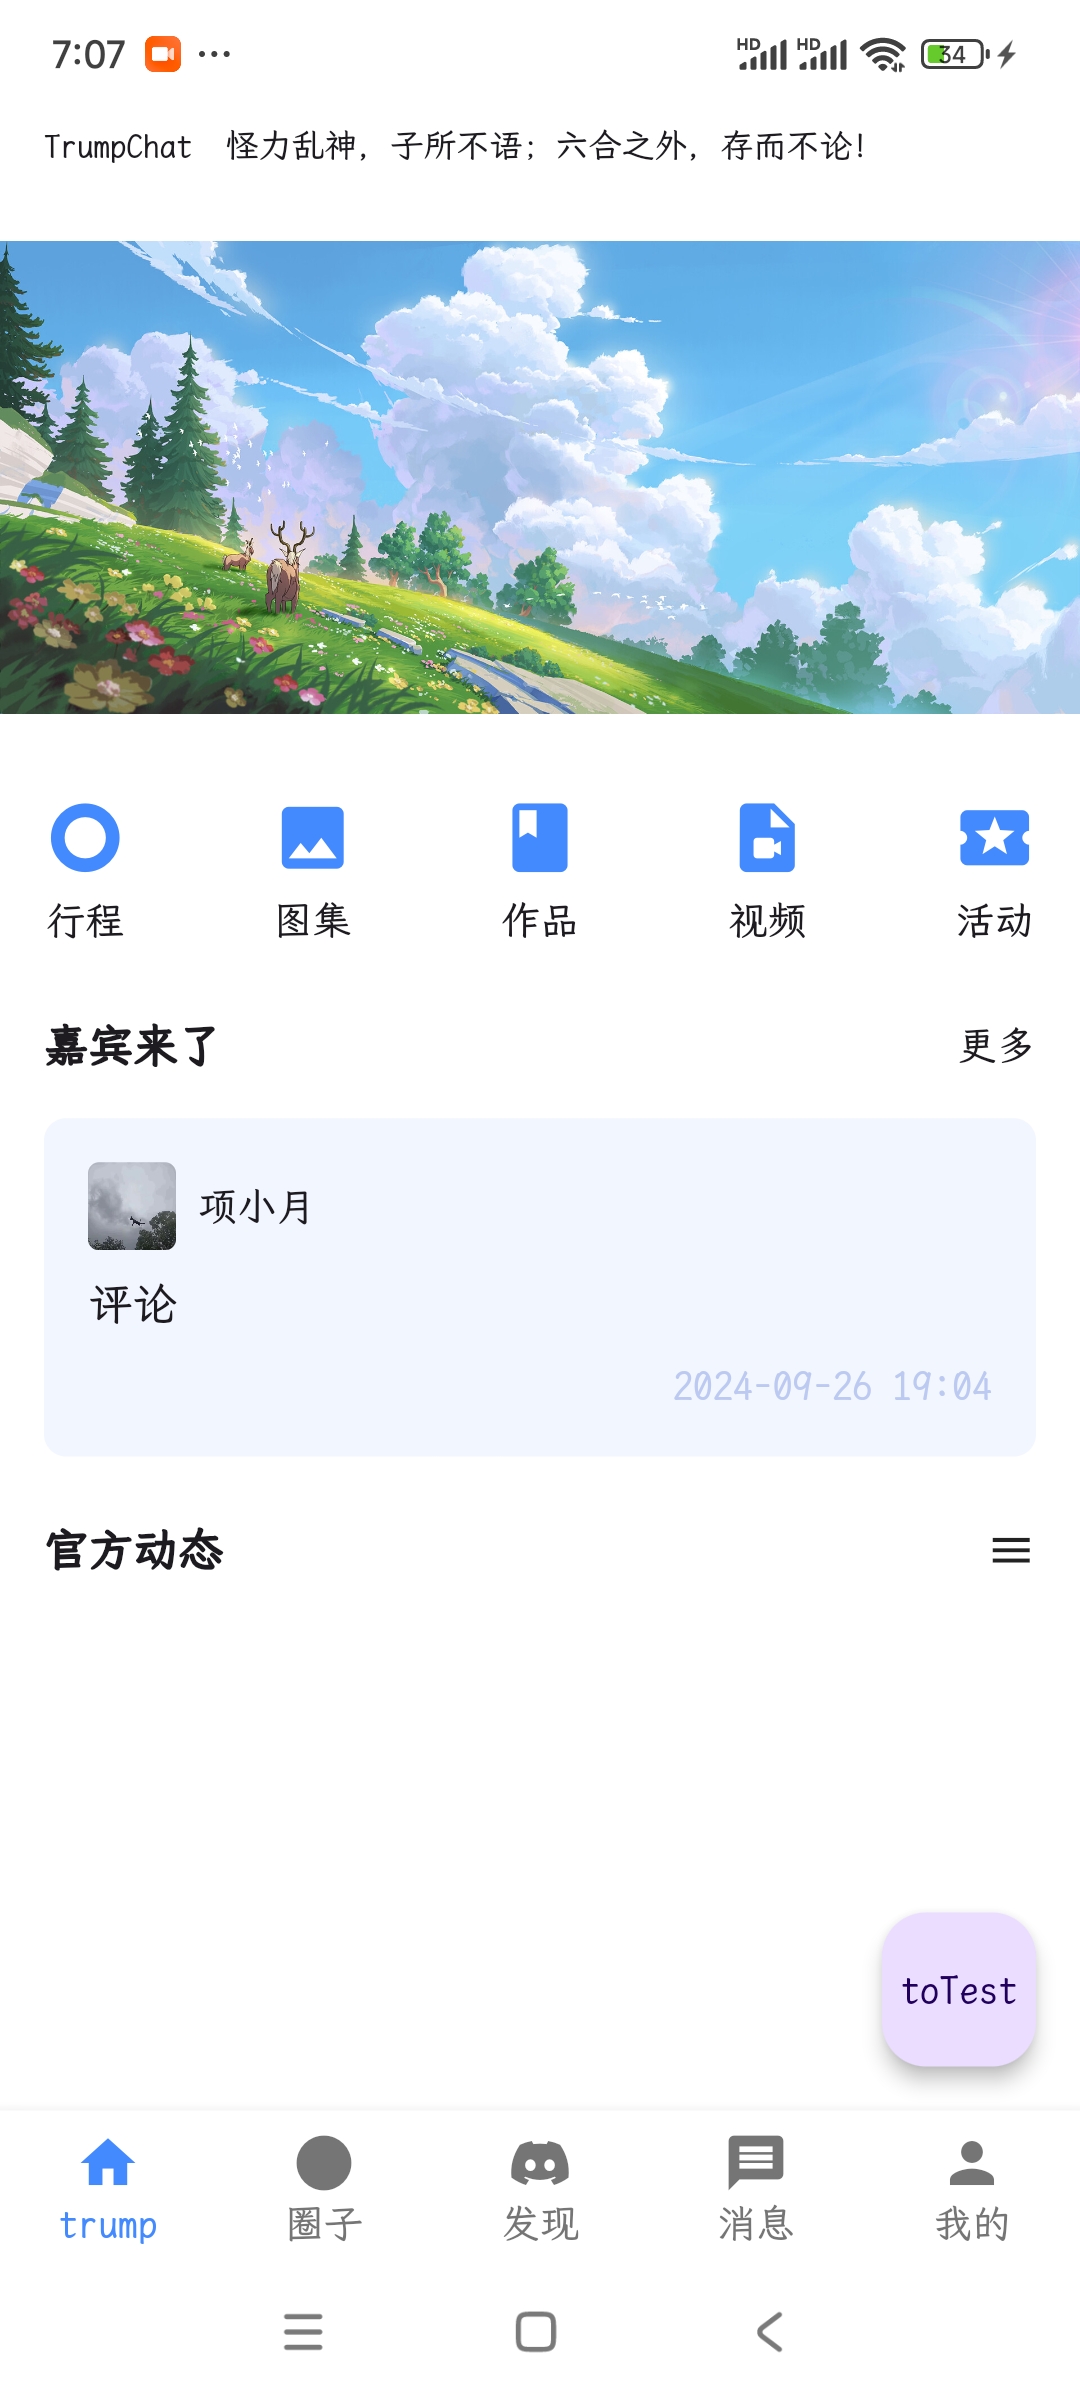 7:07 HD HD 34
TrumpChat 怪力乱神，子所不语；六合之外，存而不论！
行程 图集 作品 视频 活动
嘉宾来了 更多
项小月
评论
2024-09-26 19:04
官方动态
toTest
trump 圈子 发现 消息 我的